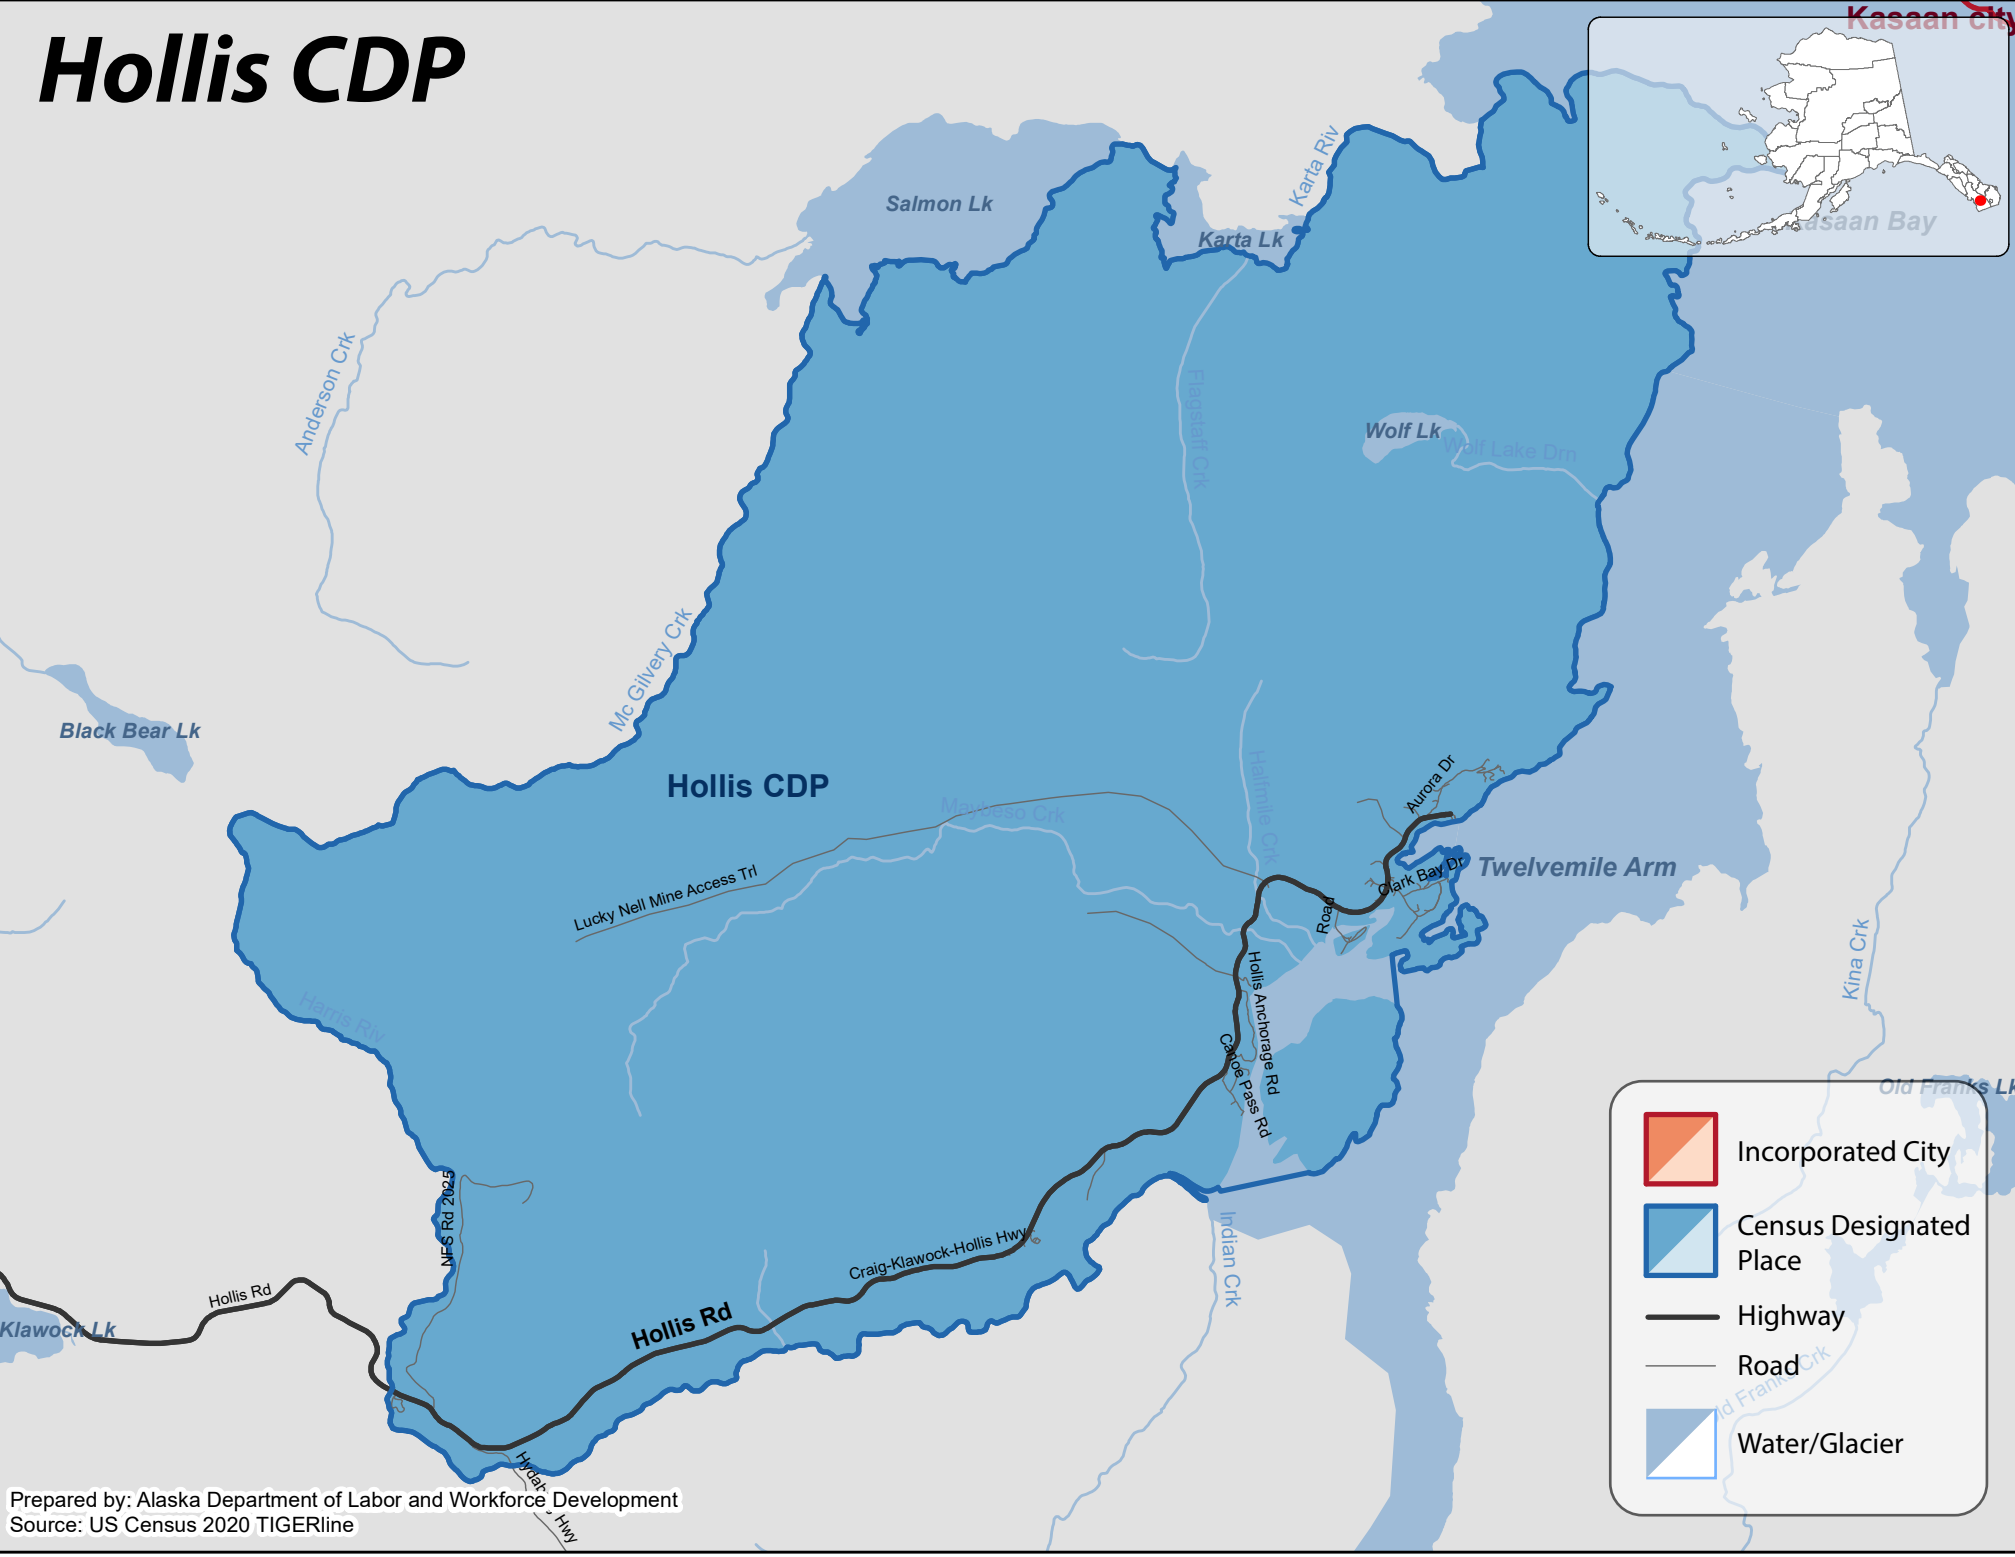 Hollis CDP
Kasaan city
Karta Riv
Salmon Lk
Kasaan Bay
Karta Lk
Anderson Crk
Flagstaff Crk
Wolf Lk
Wolf Lake Drn
Mc Gilvery Crk
Black Bear Lk
Hollis CDP
Halfmile Crk
Aurora Dr
Maybeso Crk
Twelvemile Arm
Clark Bay Dr
Lucky Nell Mine Access Trl
Road
Kina Crk
Harris Riv
Hollis Anchorage Rd
Canoe Pass Rd
Old Franks Lk
NFS Rd 2025
Indian Crk
Craig-Klawock-Hollis Hwy
Hollis Rd
Klawock Lk
Hollis Rd
Incorporated City
Census Designated
Place
Highway
Road
Old Franks Crk
Water/Glacier
Hwy
Prepared by: Alaska Department of Labor and Workforce Development
Source: US Census 2020 TIGERline